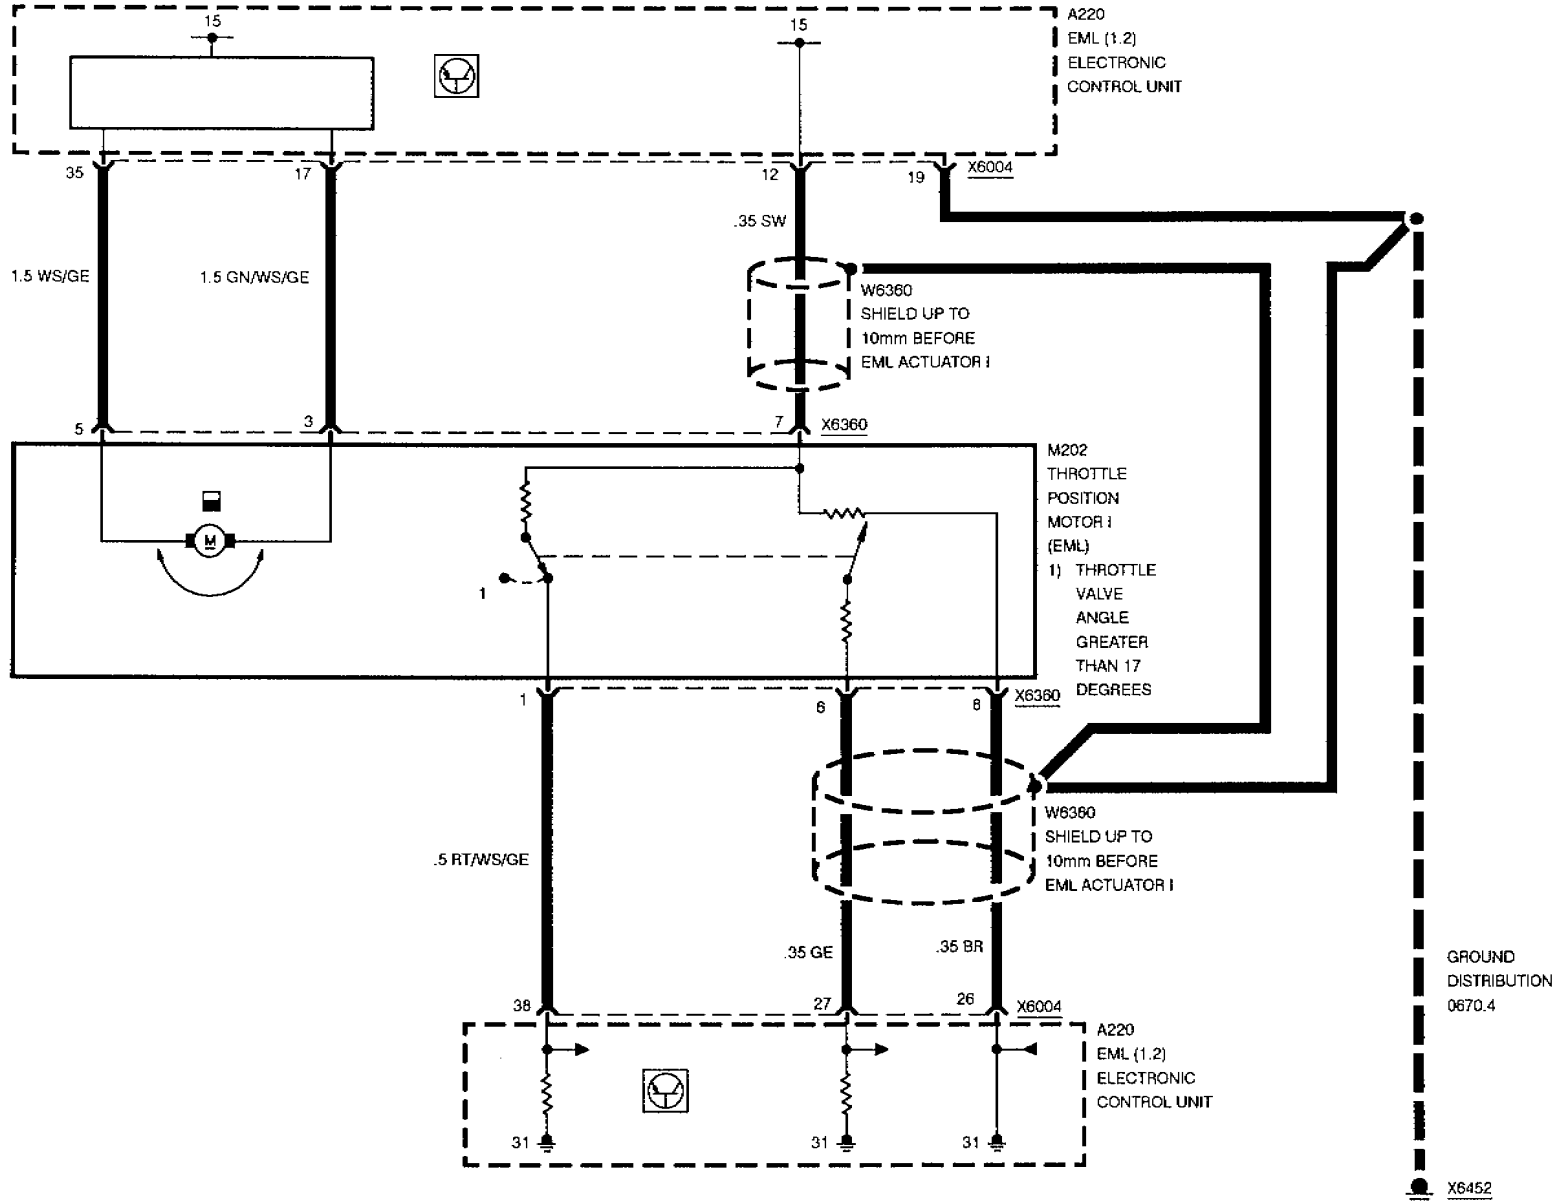 15
15
A220
EML (1.2)
ELECTRONIC
CONTROL UNIT
35
17
12
19
X6004
.35 SW
1.5 WS/GE
1.5 GN/WS/GE
W6360
SHIELD UP TO
10mm BEFORE
EML ACTUATOR I
5
3
7
X6360
M202
THROTTLE
POSITION
MOTOR I
(EML)
1) THROTTLE
VALVE
ANGLE
GREATER
THAN 17
DEGREES
M
1
1
6
8
X6360
W6360
SHIELD UP TO
10mm BEFORE
EML ACTUATOR I
.5 RT/WS/GE
.35 GE
.35 BR
GROUND
DISTRIBUTION
0670.4
38
27
26
X6004
A220
EML (1.2)
ELECTRONIC
CONTROL UNIT
31
31
31
X6452